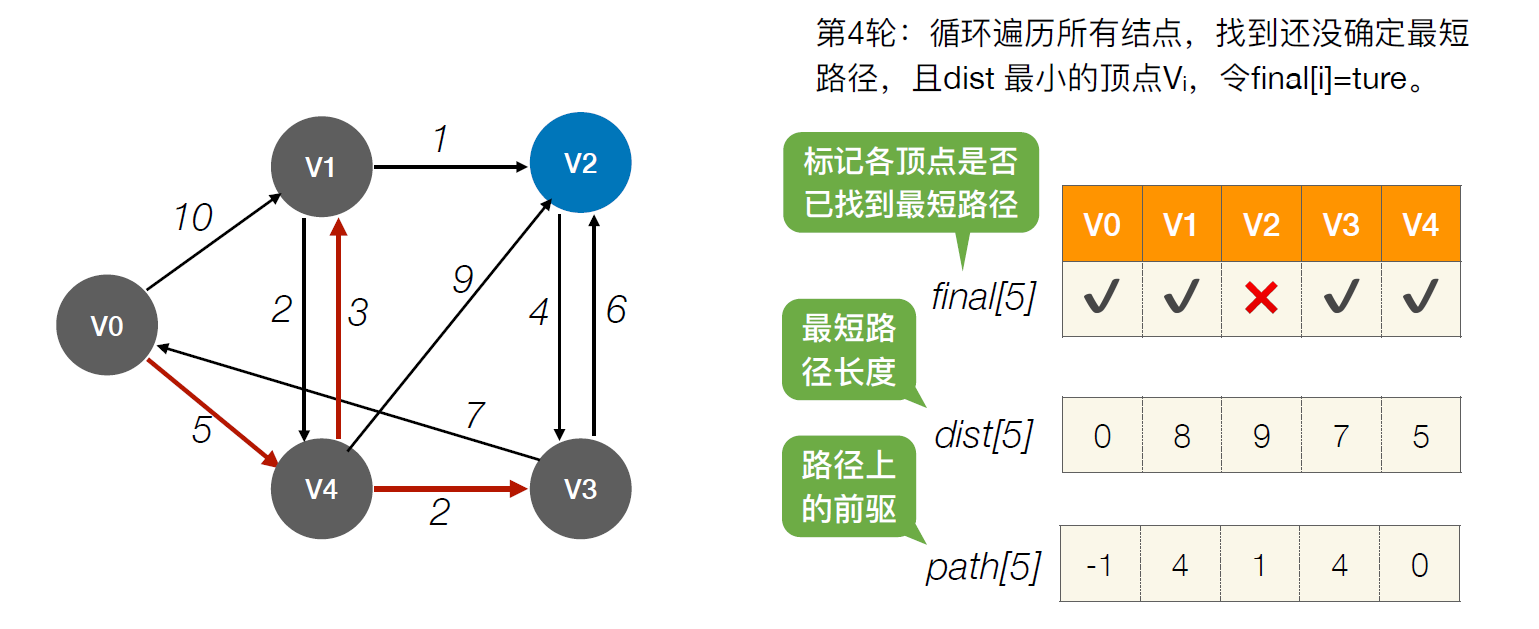 第4轮：循环遍历所有结点，找到还没确定最短
路径，且dist 最小的顶点Vi，令final[i]=ture。
标记各顶点是否
已找到最短路径
V0 V1 V2 V3 V4
final[5] ✓ ✓ ✗ ✓ ✓
最短路
径长度
dist[5] 0 8 9 7 5
路径上
的前驱
path[5] -1 4 1 4 0
V1
1
V2
10
9
2
3
4
6
V0
7
5
V4
2
V3